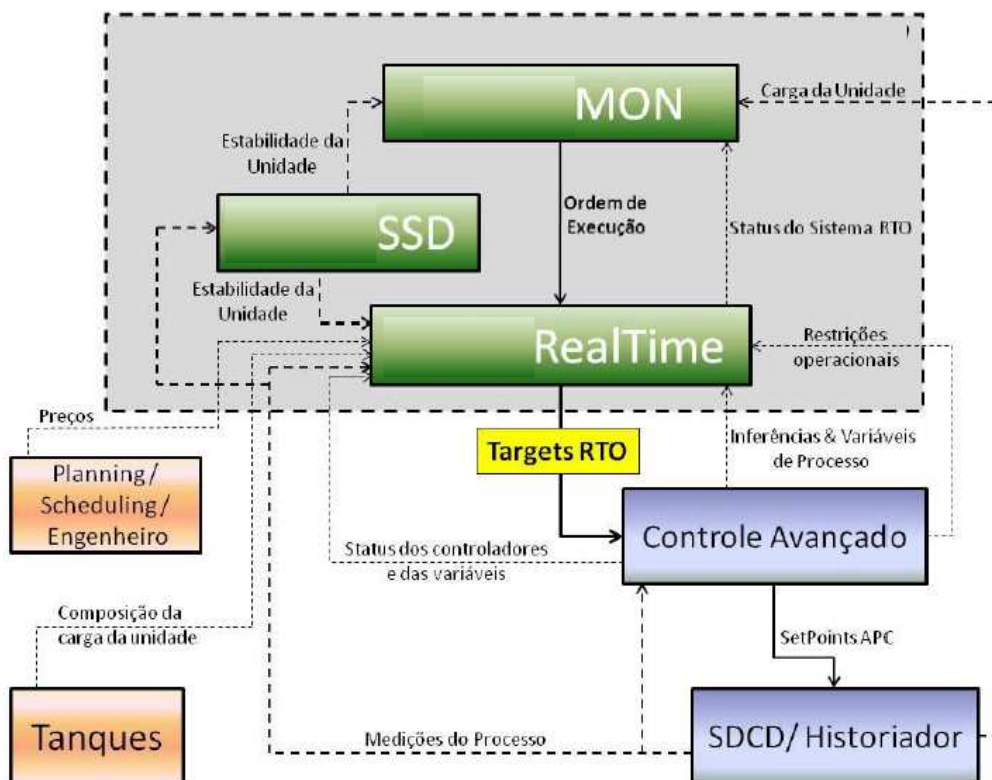 MON
Carga da Unidade
Estabilidade da
Unidade
Ordem de
Execução
SSD
Status do Sistema RTO
Estabilidade da
Unidade
RealTime
Restrições
operacionais
Preços
Targets RTO
Inferências & Variáveis
de Processo
Planning/
Scheduling/
Engenheiro
Controle Avançado
Status dos controladores
e das variáveis
Composição da
carga da unidade
SetPoints APC
Tanques
Medições do Processo
SDCD/ Historiador